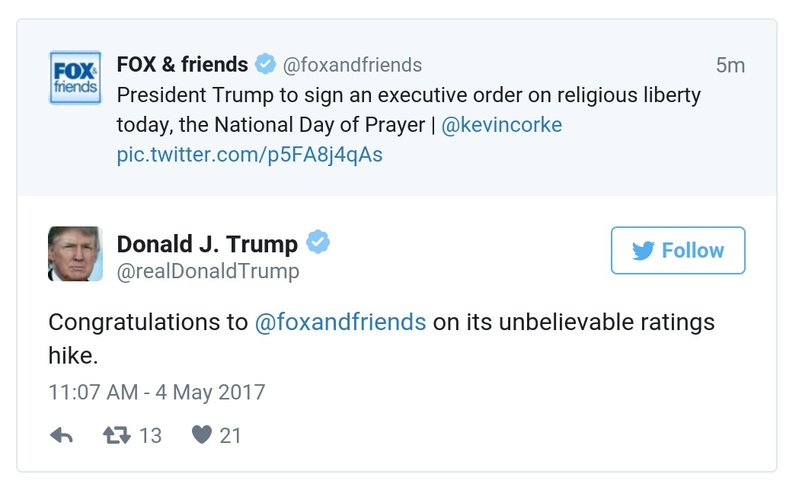 FOX&
friends
FOX & friends @foxandfriends 5m
President Trump to sign an executive order on religious liberty
today, the National Day of Prayer | @kevincorke
pic.twitter.com/p5FA8j4qAs
Donald J. Trump
@realDonaldTrump
Follow
Congratulations to @foxandfriends on its unbelievable ratings
hike.
11:07 AM - 4 May 2017
13 21